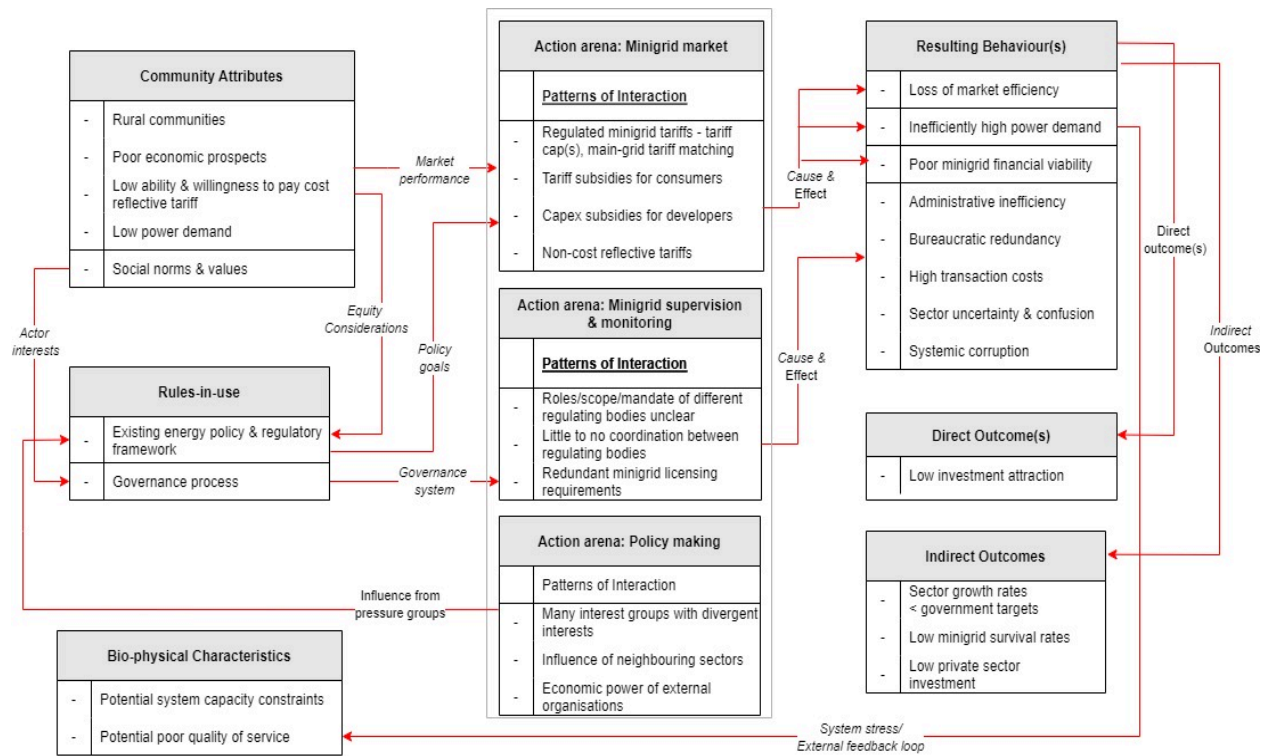 Community Attributes
- Rural communities
- Poor economic prospects
- Low ability & willingness to pay cost
reflective tariff
- Low power demand
- Social norms & values
Actor
interests
Equity
Considerations
Market
performance
Policy
goals
Rules-in-use
- Existing energy policy & regulatory
framework
- Governance process
Governance
system
Influence from
pressure groups
Bio-physical Characteristics
- Potential system capacity constraints
- Potential poor quality of service
Action arena: Minigrid market
Patterns of Interaction
- Regulated minigrid tariffs - tariff
cap(s), main-grid tariff matching
- Tariff subsidies for consumers
- Capex subsidies for developers
- Non-cost reflective tariffs
Action arena: Minigrid supervision
& monitoring
Patterns of Interaction
- Roles/scope/mandate of different
regulating bodies unclear
- Little to no coordination between
regulating bodies
- Redundant minigrid licensing
requirements
Action arena: Policy making
Patterns of Interaction
- Many interest groups with divergent
interests
- Influence of neighbouring sectors
- Economic power of external
organisations
Cause &
Effect
Cause &
Effect
Resulting Behaviour(s)
- Loss of market efficiency
- Inefficiently high power demand
- Poor minigrid financial viability
- Administrative inefficiency
- Bureaucratic redundancy
- High transaction costs
- Sector uncertainty & confusion
- Systemic corruption
Direct
outcome(s)
Indirect
Outcomes
Direct Outcome(s)
- Low investment attraction
Indirect Outcomes
- Sector growth rates
< government targets
- Low minigrid survival rates
- Low private sector
investment
System stress/
External feedback loop